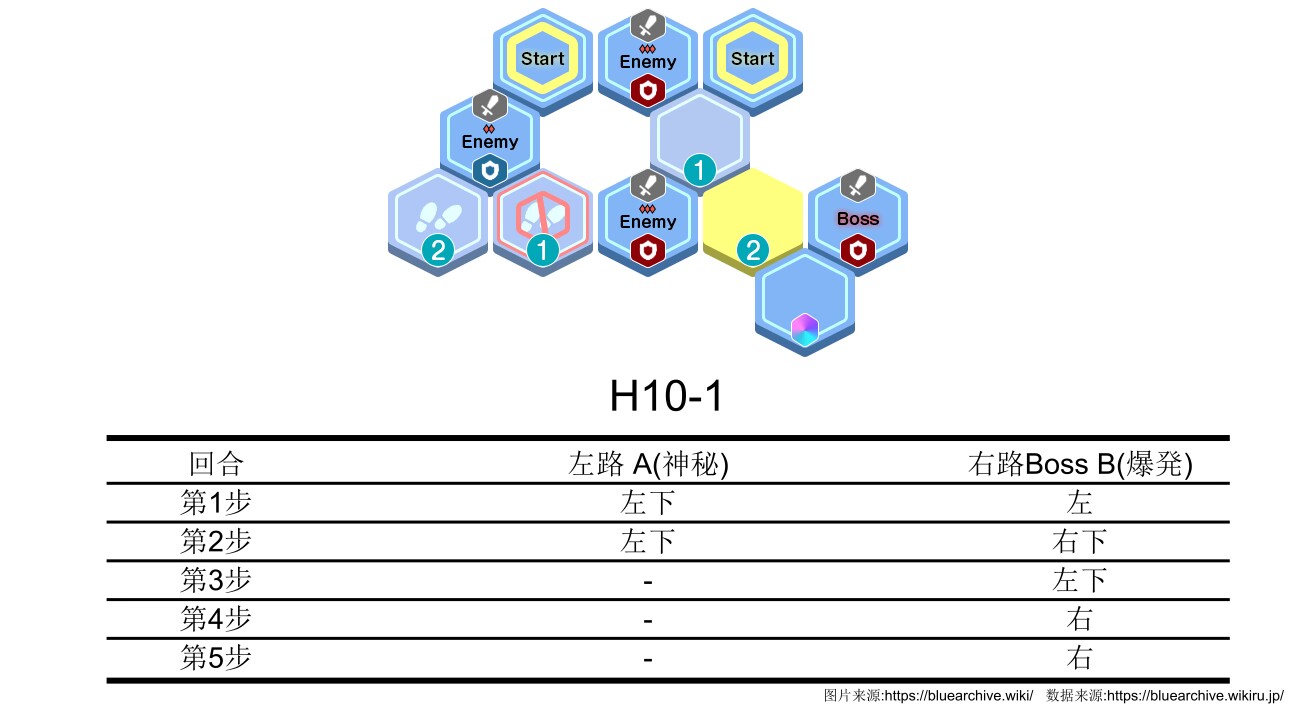 Start Enemy Start
Enemy
1
Enemy Boss
2 1 2
H10-1
回合 左路 A(神秘) 右路Boss B(爆発)
第1步 左下 左
第2步 左下 右下
第3步 - 左下
第4步 - 右
第5步 - 右
图片来源:https://bluearchive.wiki/ 数据来源:https://bluearchive.wikiru.jp/